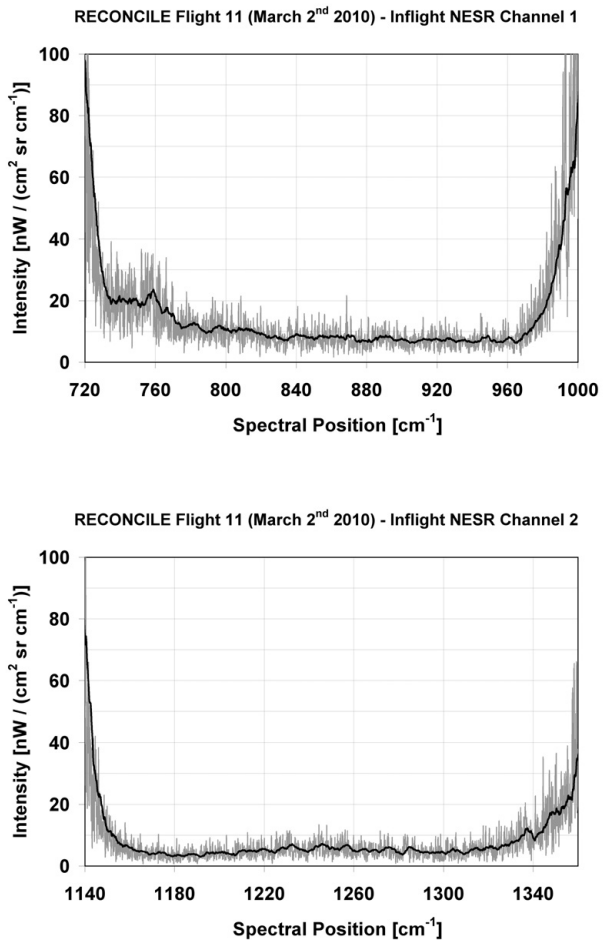 RECONCILE Flight 11 (March 2nd 2010) - Inflight NESR Channel 1
Intensity [nW / (cm2 sr cm-1)]
100
80
60
40
20
0
720 760 800 840 880 920 960 1000
Spectral Position [cm-1]
RECONCILE Flight 11 (March 2nd 2010) - Inflight NESR Channel 2
Intensity [nW / (cm2 sr cm-1)]
100
80
60
40
20
0
1140 1180 1220 1260 1300 1340
Spectral Position [cm-1]